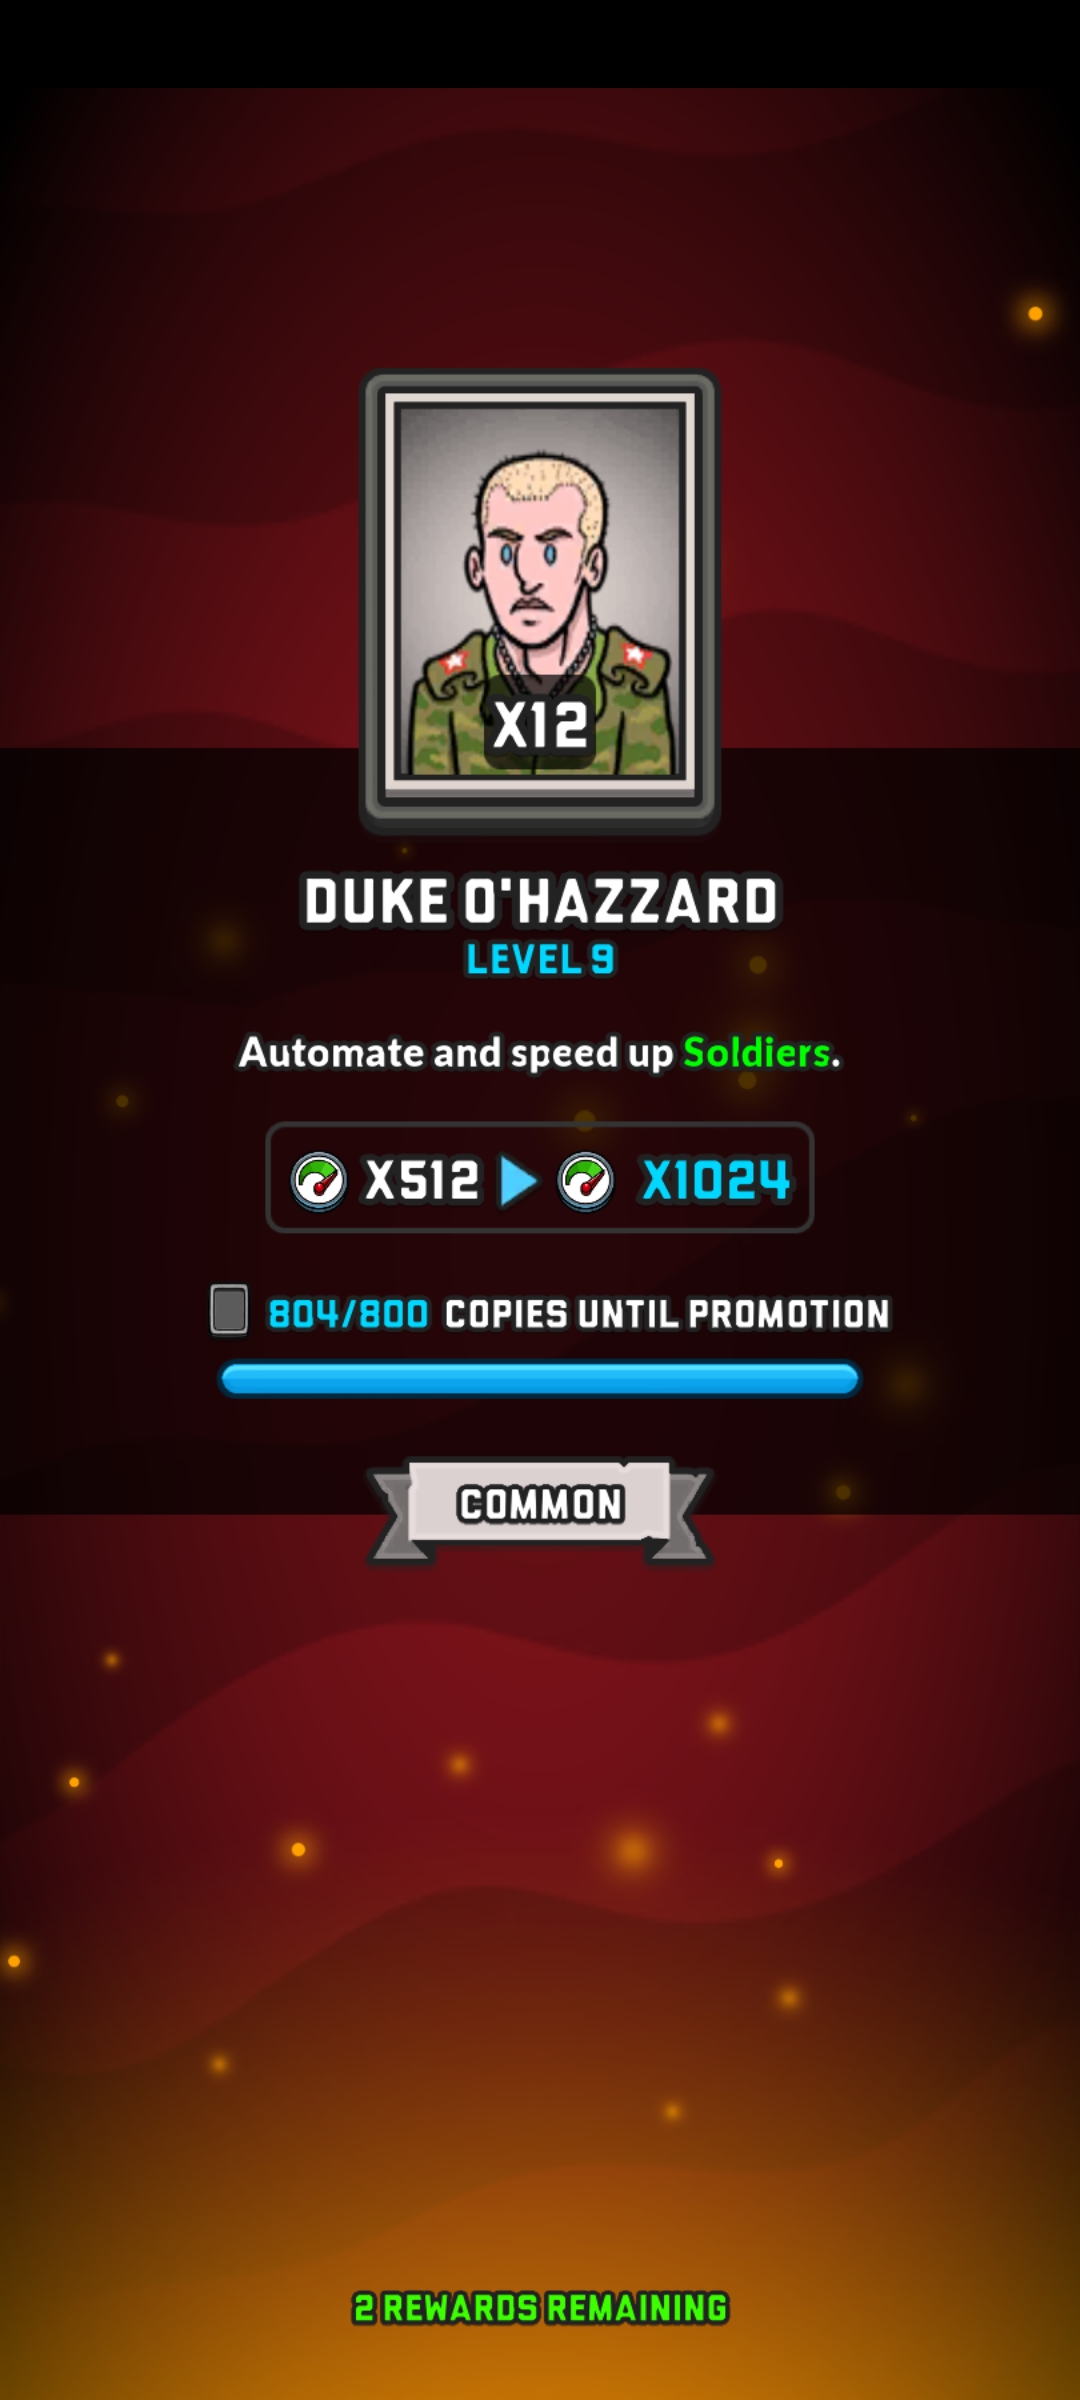 X12
DUKE O'HAZZARD
LEVEL 9
Automate and speed up Soldiers.
X512 X1024
804/800 COPIES UNTIL PROMOTION
COMMON
2 REWARDS REMAINING